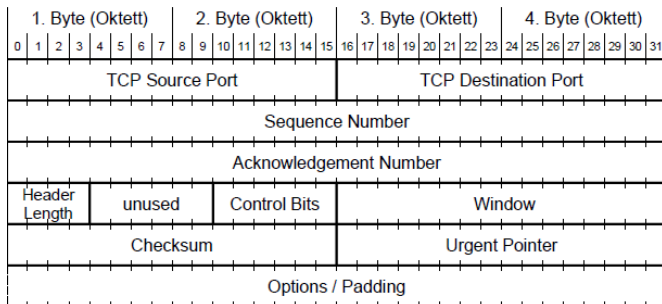 1. Byte (Oktett) 2. Byte (Oktett) 3. Byte (Oktett) 4. Byte (Oktett)
0 1 2 3 4 5 6 7 8 9 10 11 12 13 14 15 16 17 18 19 20 21 22 23 24 25 26 27 28 29 30 31
TCP Source Port TCP Destination Port
Sequence Number
Acknowledgement Number
Header Length unused Control Bits Window
Checksum Urgent Pointer
Options / Padding